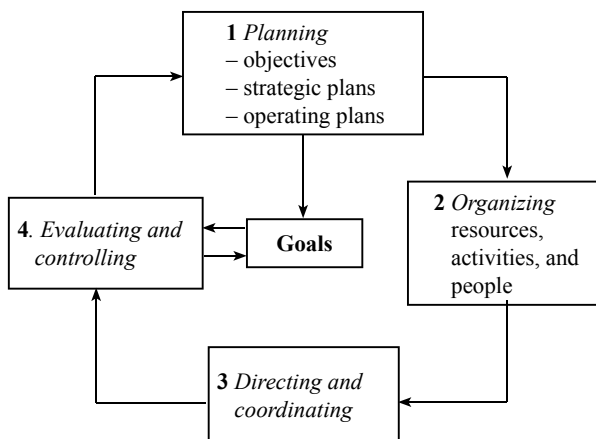 1 Planning
– objectives
– strategic plans
– operating plans
2 Organizing
resources,
activities, and
people
4. Evaluating and
controlling
Goals
3 Directing and
coordinating